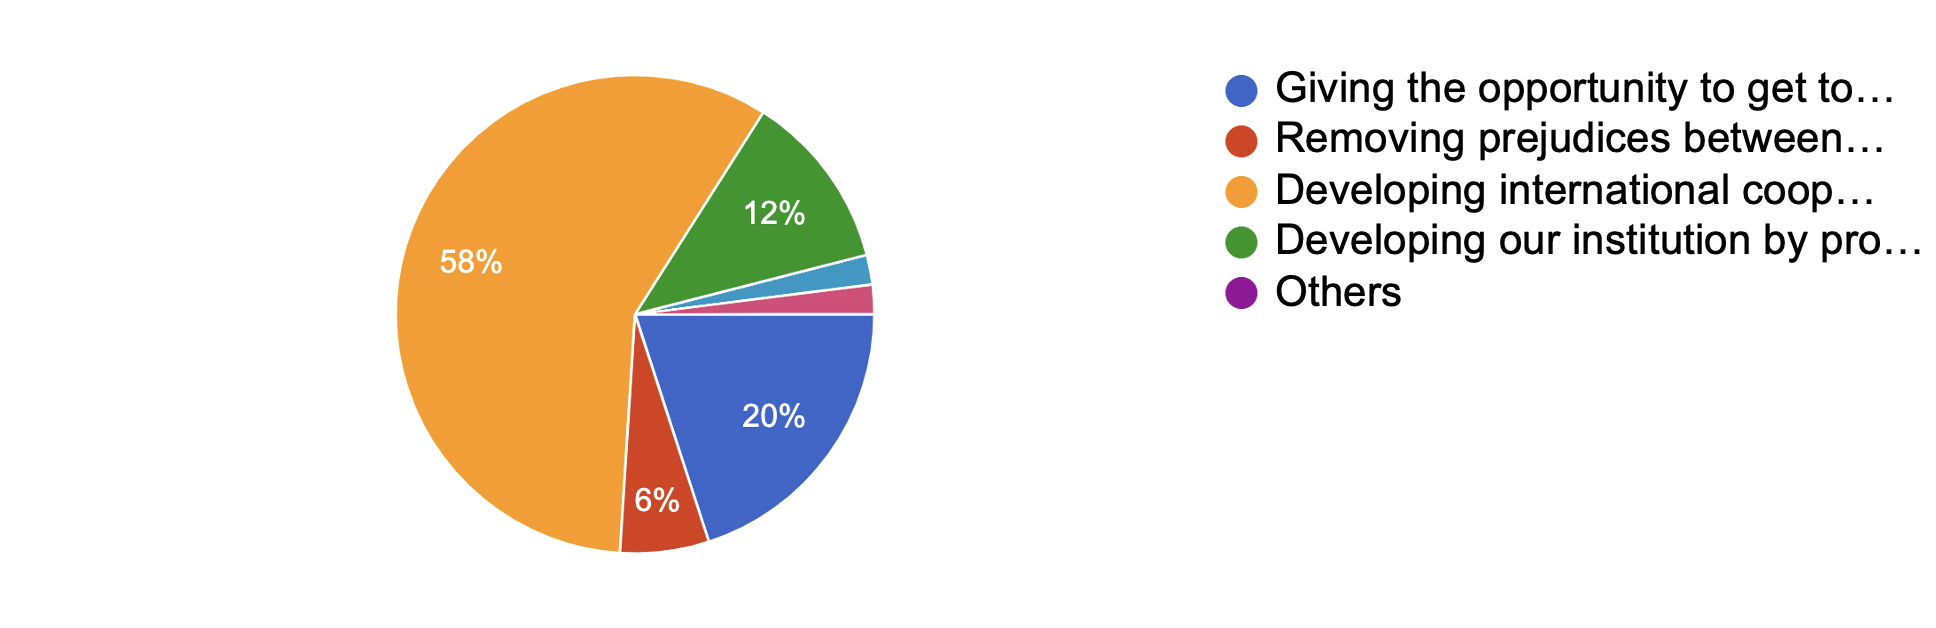 58%
12%
20%
6%
Giving the opportunity to get to…
Removing prejudices between…
Developing international coop…
Developing our institution by pro…
Others